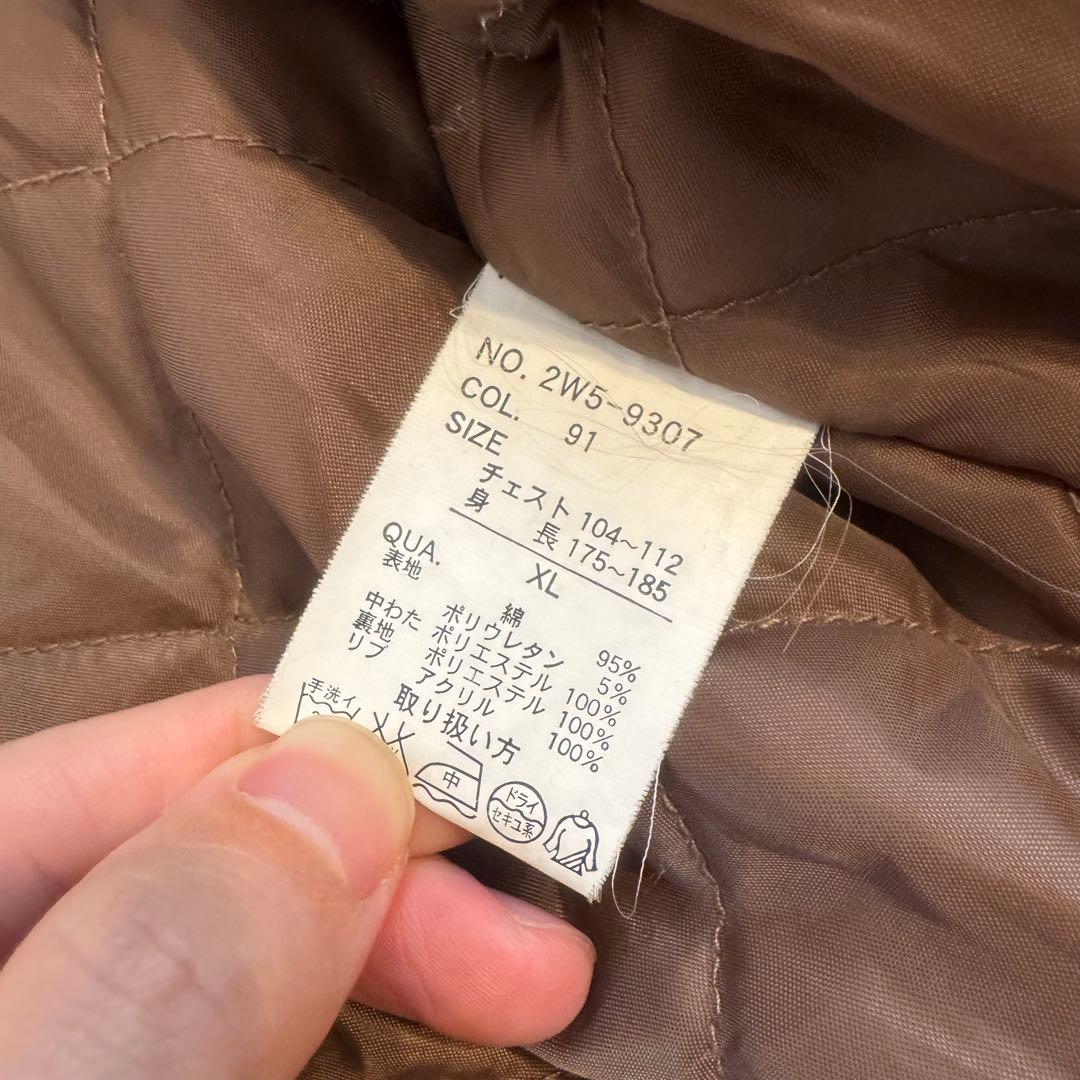 NO. 2W5-9307
COL. 91
SIZE
チェスト 104~112
身 長 175~185
XL
QUA.
表地 綿 95%
ポリウレタン 5%
中わた ポリエステル 100%
裏地 ポリエステル 100%
リブ アクリル 100%
取り扱い方
手洗イ
中
ドライ
セキユ系